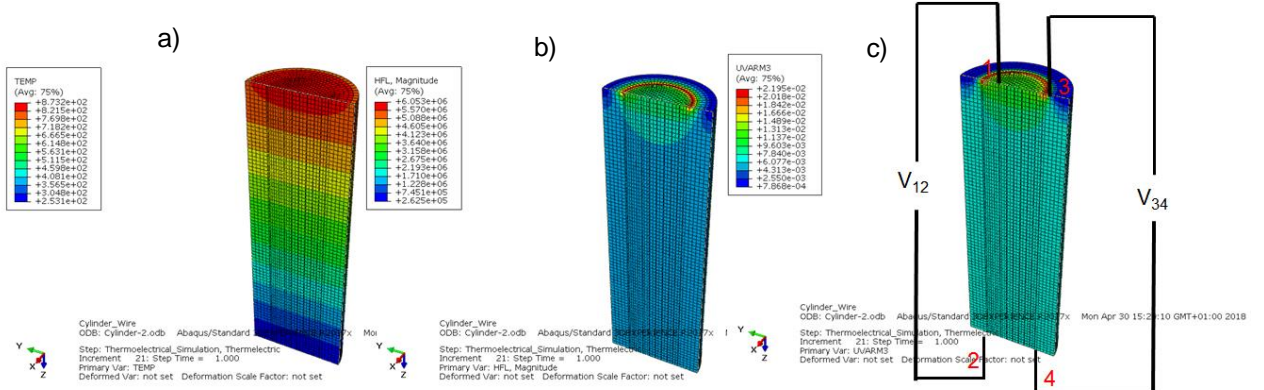 a)
b)
c)
TEMP
(Avg: 75%)
+8.732e+02
+8.215e+02
+7.698e+02
+7.182e+02
+6.665e+02
+6.148e+02
+5.631e+02
+5.115e+02
+4.598e+02
+4.081e+02
+3.565e+02
+3.048e+02
+2.531e+02
HFL, Magnitude
(Avg: 75%)
+6.053e+06
+5.570e+06
+5.088e+06
+4.605e+06
+4.123e+06
+3.640e+06
+3.158e+06
+2.675e+06
+2.193e+06
+1.710e+06
+1.228e+06
+7.451e+05
+2.625e+05
UVARM3
(Avg: 75%)
+2.195e-02
+2.018e-02
+1.842e-02
+1.666e-02
+1.489e-02
+1.313e-02
+1.137e-02
+9.603e-03
+7.840e-03
+6.077e-03
+4.313e-03
+2.550e-03
+7.868e-04
1
3
V12
V34
2
4
Y
X
Z
Cylinder_Wire
ODB: Cylinder-2.odb Abaqus/Standard
Step: Thermoelectrical_Simulation, Thermelectric
Increment 21: Step Time = 1.000
Primary Var: TEMP
Deformed Var: not set Deformation Scale Factor: not set
Y
X
Z
Cylinder_Wire
ODB: Cylinder-2.odb Abaqus/Standard
Step: Thermoelectrical_Simulation,
Increment 21: Step Time = 1.000
Primary Var: HFL, Magnitude
Deformed Var: not set Deformation Scale Factor: not set
Y
X
Z
Cylinder_Wire
ODB: Cylinder-2.odb Abaqus/Standard Mon Apr 30 15:29:10 GMT+01:00 2018
Step: Thermoelectrical_Simulation, Thermelectric
Increment 21: Step Time = 1.000
Primary Var: UVARM3
Deformed Var: not set Deformation Scale Factor: not set